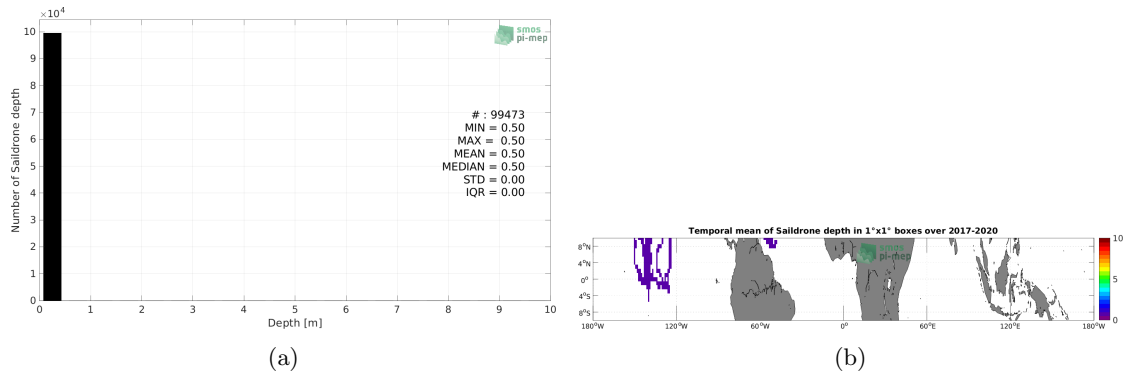 ×10⁴
10
9
8
7
6
5
4
3
2
1
0
Number of Saildrone depth
smos
pi-mep
# : 99473
MIN = 0.50
MAX = 0.50
MEAN = 0.50
MEDIAN = 0.50
STD = 0.00
IQR = 0.00
0 1 2 3 4 5 6 7 8 9 10
Depth [m]
(a)
Temporal mean of Saildrone depth in 1°x1° boxes over 2017-2020
8°N
4°N
0°
4°S
8°S
smos
pi-mep
180°W 120°W 60°W 0° 60°E 120°E 180°W
10
5
0
(b)